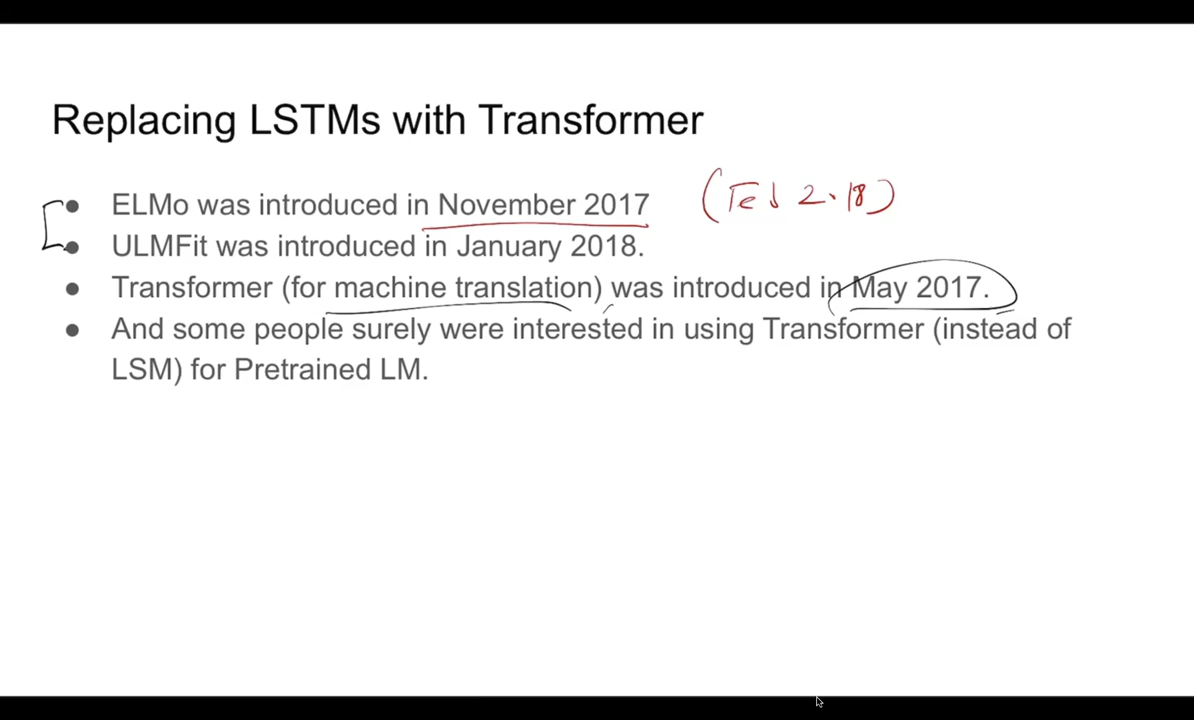 Replacing LSTMs with Transformer
● ELMo was introduced in November 2017 (Feb 2018)
● ULMFit was introduced in January 2018.
● Transformer (for machine translation) was introduced in May 2017.
● And some people surely were interested in using Transformer (instead of
LSM) for Pretrained LM.